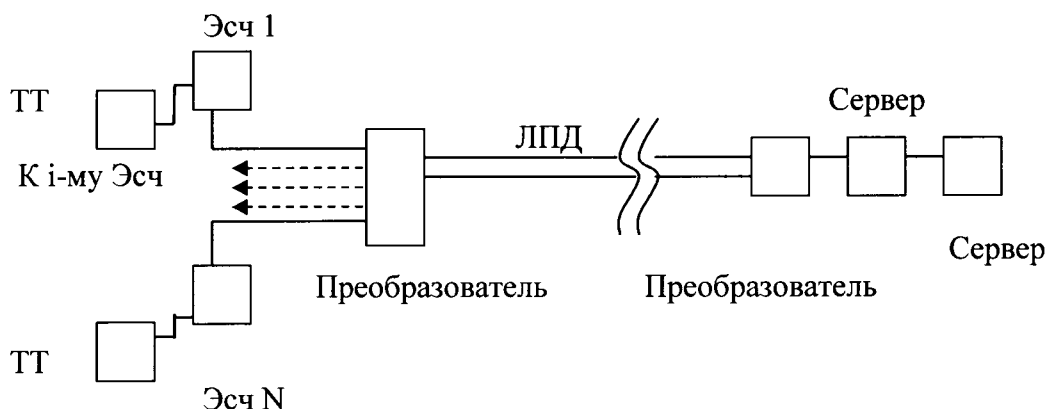 Эсч 1
ТТ
Сервер
ЛПД
К i-му Эсч
Сервер
Преобразователь
Преобразователь
ТТ
Эсч N